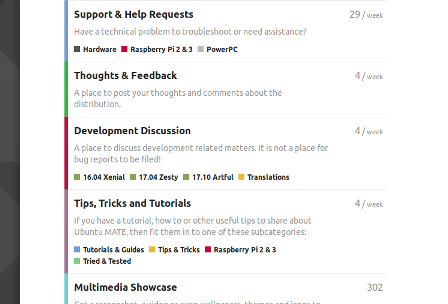 Support & Help Requests 29 / week
Have a technical problem to troubleshoot or need assistance?
Hardware Raspberry Pi 2 & 3 PowerPC
Thoughts & Feedback 4 / week
A place to post your thoughts and comments about the
distribution.
Development Discussion 4 / week
A place to discuss development related matters. It is not a place for
bug reports to be filed!
16.04 Xenial 17.04 Zesty 17.10 Artful Translations
Tips, Tricks and Tutorials 4 / week
If you have a tutorial, how to or other useful tips to share about
Ubuntu MATE, then fit them in to one of these subcategories:
Tutorials & Guides Tips & Tricks Raspberry Pi 2 & 3
Tried & Tested
Multimedia Showcase 302